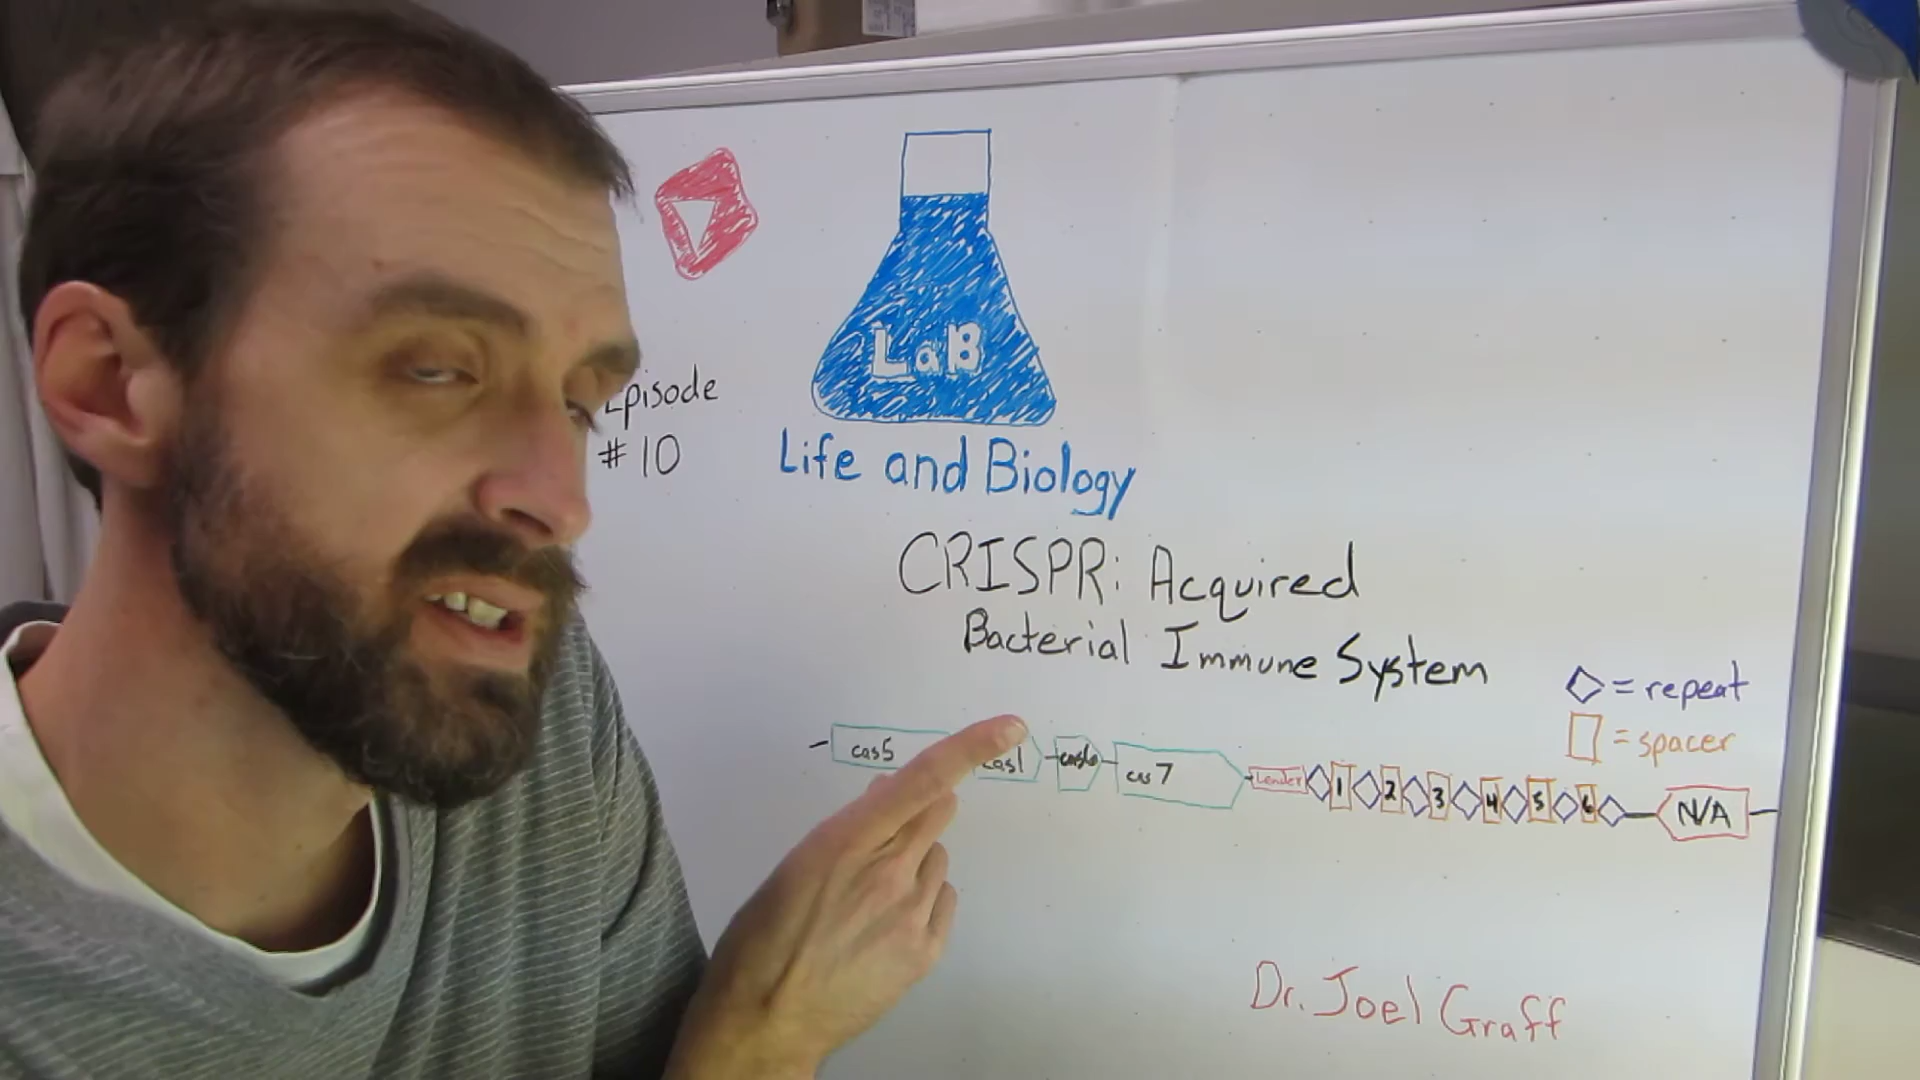 LaB
Episode
# 10
Life and Biology
CRISPR: Acquired
Bacterial Immune System
= repeat
= spacer
cas5
cas1
cas6
cas7
Leader
1
2
3
4
5
6
N/A
Dr. Joel Graff